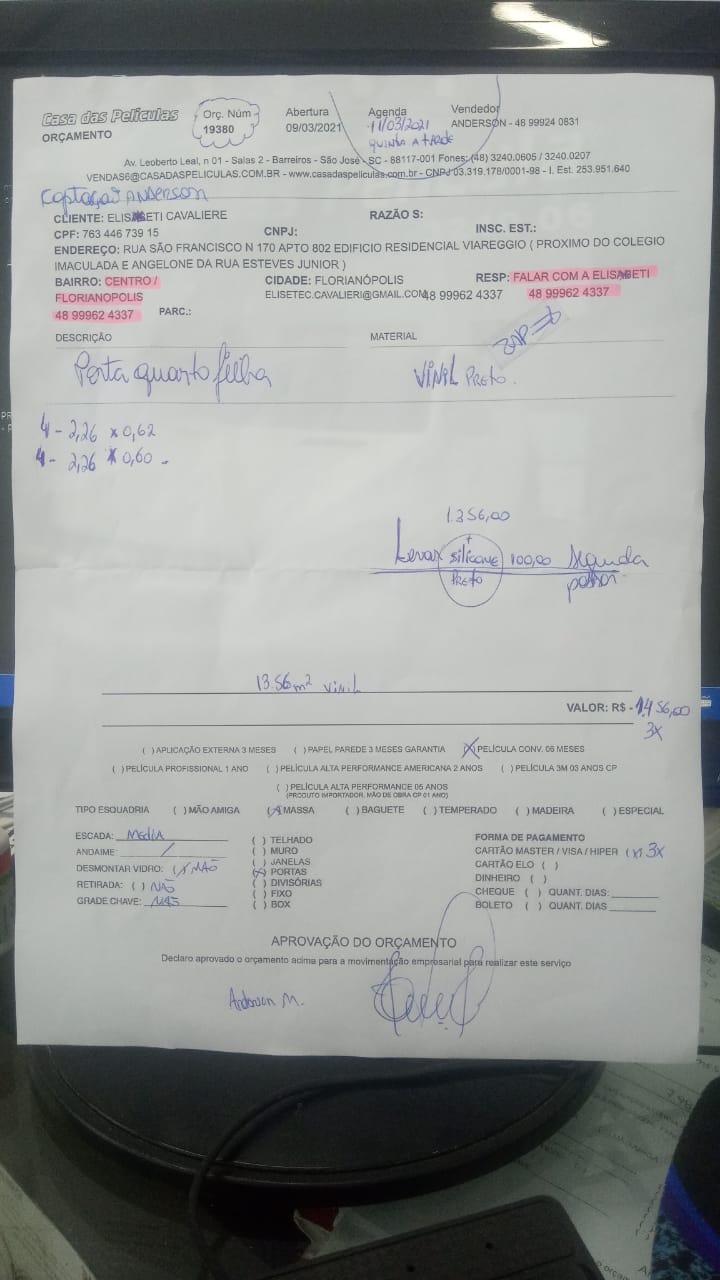 Casa das Películas
ORÇAMENTO
Orç. Núm
19380
Abertura
09/03/2021
Agenda
11/03/2021
QUINTA A TARDE
Vendedor
ANDERSON - 48 99924 0831
Av. Leoberto Leal, n 01 - Salas 2 - Barreiros - São José - SC - 88117-001 Fones: (48) 3240.0605 / 3240.0207
VENDAS6@CASADASPELICULAS.COM.BR - www.casadaspeliculas.com.br - CNPJ 03.319.178/0001-98 - I. Est. 253.951.640
Captação Anderson
CLIENTE: ELISABETI CAVALIERE
RAZÃO S:
CPF: 763 446 739 15
CNPJ:
INSC. EST.:
ENDEREÇO: RUA SÃO FRANCISCO N 170 APTO 802 EDIFICIO RESIDENCIAL VIAREGGIO ( PROXIMO DO COLEGIO
IMACULADA E ANGELONE DA RUA ESTEVES JUNIOR )
BAIRRO: CENTRO /
FLORIANOPOLIS
48 99962 4337
CIDADE: FLORIANÓPOLIS
ELISETEC.CAVALIERI@GMAIL.COM 48 99962 4337
RESP: FALAR COM A ELISABETI
48 99962 4337
PARC.:
DESCRIÇÃO
MATERIAL
Porta quarto filha
VINIL PRETO.
4 - 2,26 x 0,62
4 - 2,26 x 0,60
1.356,00
+
Levar silicone 100,00 Segunda
Preto
13.56 m² vinil
VALOR: R$ - 1.456,00
3X
( ) APLICAÇÃO EXTERNA 3 MESES ( ) PAPEL PAREDE 3 MESES GARANTIA (X) PELÍCULA CONV. 06 MESES
( ) PELÍCULA PROFISSIONAL 1 ANO ( ) PELÍCULA ALTA PERFORMANCE AMERICANA 2 ANOS ( ) PELÍCULA 3M 03 ANOS CP
( ) PELÍCULA ALTA PERFORMANCE 05 ANOS
(PRODUTO IMPORTADOR, MÃO DE OBRA CP 01 ANO)
TIPO ESQUADRIA ( ) MÃO AMIGA (X) MASSA ( ) BAGUETE ( ) TEMPERADO ( ) MADEIRA ( ) ESPECIAL
ESCADA: MEDIA
ANDAIME: /
DESMONTAR VIDRO: (X) NÃO
RETIRADA: ( ) NÃO
GRADE CHAVE: NÃO
( ) TELHADO
( ) MURO
( ) JANELAS
(X) PORTAS
( ) DIVISÓRIAS
( ) FIXO
( ) BOX
FORMA DE PAGAMENTO
CARTÃO MASTER / VISA / HIPER (X) 3X
CARTÃO ELO ( )
DINHEIRO ( )
CHEQUE ( ) QUANT. DIAS:
BOLETO ( ) QUANT. DIAS
APROVAÇÃO DO ORÇAMENTO
Declaro aprovado o orçamento acima para a movimentação empresarial para realizar este serviço
Anderson M.